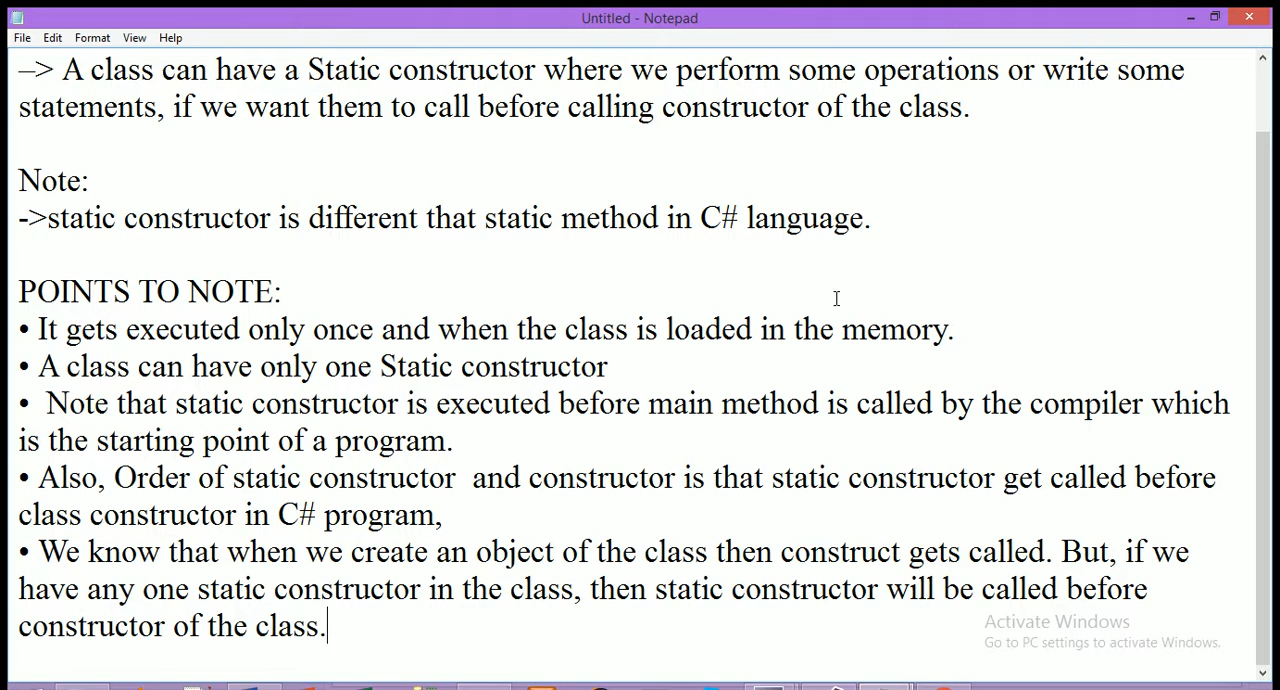 Untitled - Notepad
File Edit Format View Help
–> A class can have a Static constructor where we perform some operations or write some
statements, if we want them to call before calling constructor of the class.
Note:
->static constructor is different that static method in C# language.
POINTS TO NOTE:
• It gets executed only once and when the class is loaded in the memory.
• A class can have only one Static constructor
•  Note that static constructor is executed before main method is called by the compiler which
is the starting point of a program.
• Also, Order of static constructor  and constructor is that static constructor get called before
class constructor in C# program,
• We know that when we create an object of the class then construct gets called. But, if we
have any one static constructor in the class, then static constructor will be called before
constructor of the class.
Activate Windows
Go to PC settings to activate Windows.